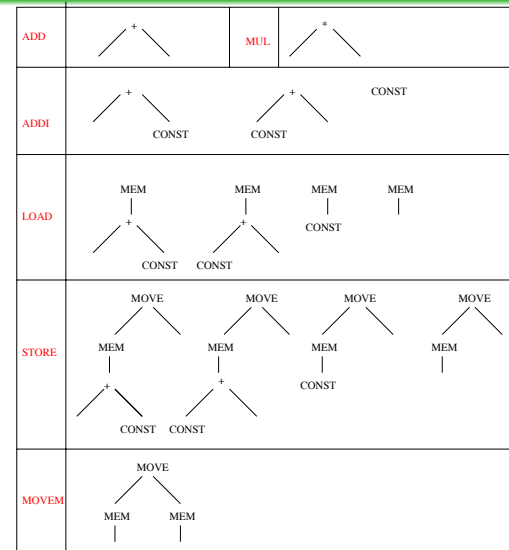 ADD + MUL *
+ + CONST
ADDI CONST CONST
MEM MEM MEM MEM
LOAD + + CONST
CONST CONST
MOVE MOVE MOVE MOVE
STORE MEM MEM MEM MEM
+ + CONST
CONST CONST
MOVE
MOVEM
MEM MEM